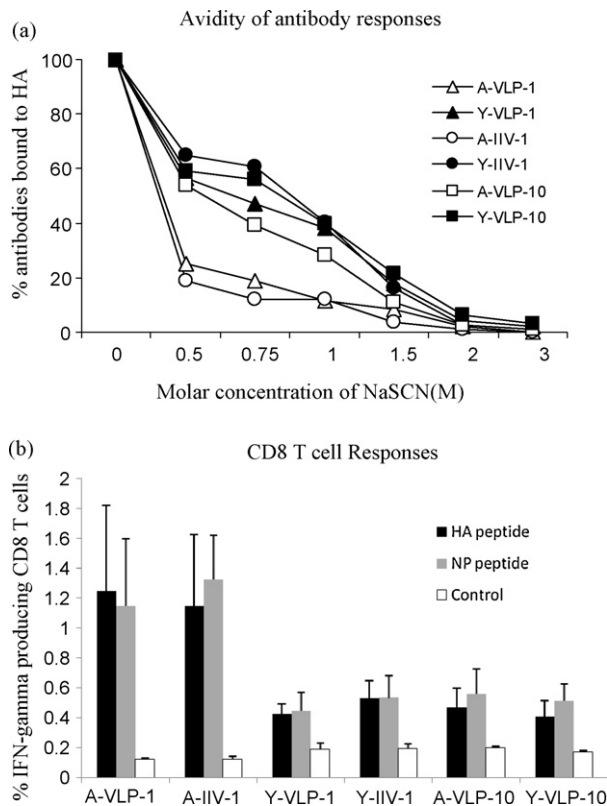 (a)
Avidity of antibody responses
% antibodies bound to HA
100
80
60
40
20
0
A-VLP-1
Y-VLP-1
A-IIV-1
Y-IIV-1
A-VLP-10
Y-VLP-10
0 0.5 0.75 1 1.5 2 3
Molar concentration of NaSCN(M)
(b)
CD8 T cell Responses
% IFN-gamma producing CD8 T cells
2
1.8
1.6
1.4
1.2
1
0.8
0.6
0.4
0.2
0
HA peptide
NP peptide
Control
A-VLP-1 A-IIV-1 Y-VLP-1 Y-IIV-1 A-VLP-10 Y-VLP-10